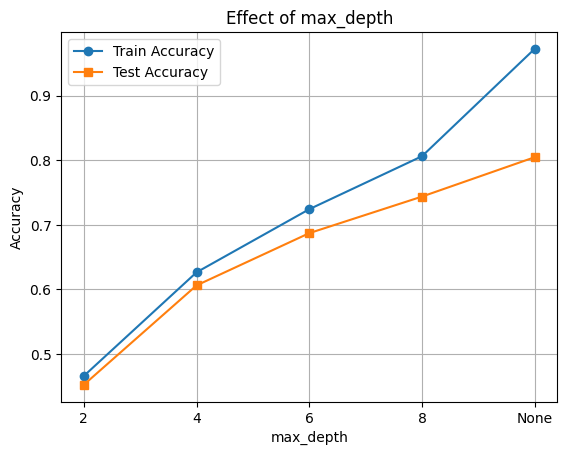 Effect of max_depth
Train Accuracy
Test Accuracy
0.9
0.8
0.7
0.6
0.5
Accuracy
2 4 6 8 None
max_depth